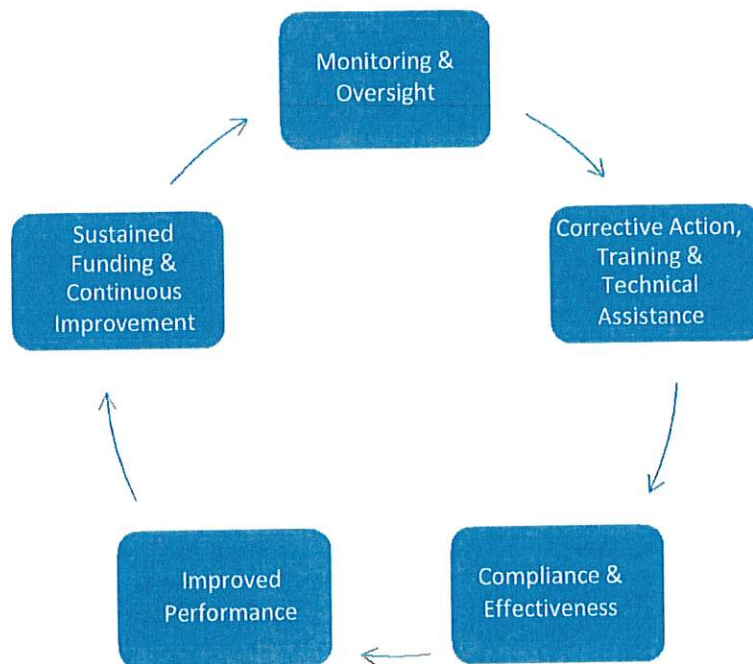 Monitoring &
Oversight
Corrective Action,
Training &
Technical
Assistance
Compliance &
Effectiveness
Improved
Performance
Sustained
Funding &
Continuous
Improvement